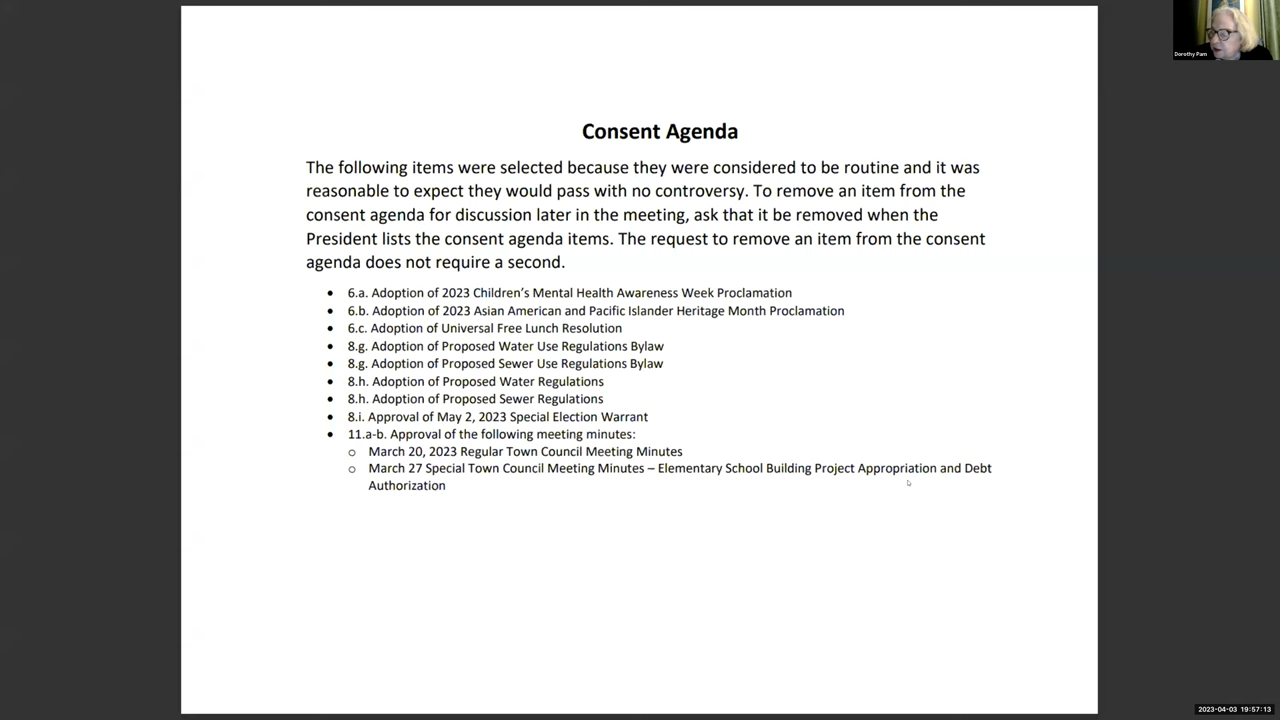 Dorothy Pam
Consent Agenda
The following items were selected because they were considered to be routine and it was
reasonable to expect they would pass with no controversy. To remove an item from the
consent agenda for discussion later in the meeting, ask that it be removed when the
President lists the consent agenda items. The request to remove an item from the consent
agenda does not require a second.
• 6.a. Adoption of 2023 Children’s Mental Health Awareness Week Proclamation
• 6.b. Adoption of 2023 Asian American and Pacific Islander Heritage Month Proclamation
• 6.c. Adoption of Universal Free Lunch Resolution
• 8.g. Adoption of Proposed Water Use Regulations Bylaw
• 8.g. Adoption of Proposed Sewer Use Regulations Bylaw
• 8.h. Adoption of Proposed Water Regulations
• 8.h. Adoption of Proposed Sewer Regulations
• 8.i. Approval of May 2, 2023 Special Election Warrant
• 11.a-b. Approval of the following meeting minutes:
o March 20, 2023 Regular Town Council Meeting Minutes
o March 27 Special Town Council Meeting Minutes – Elementary School Building Project Appropriation and Debt
Authorization
2023-04-03 19:57:13